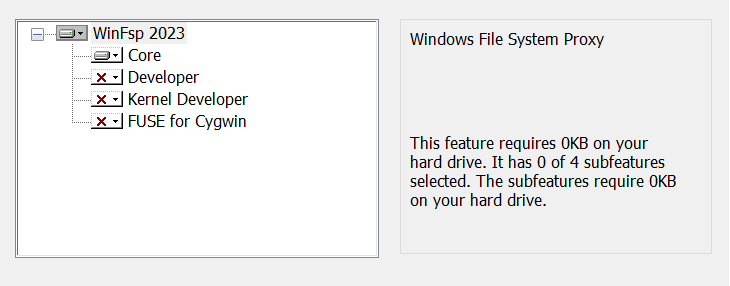 WinFsp 2023
Core
Developer
Kernel Developer
FUSE for Cygwin
Windows File System Proxy
This feature requires 0KB on your
hard drive. It has 0 of 4 subfeatures
selected. The subfeatures require 0KB
on your hard drive.